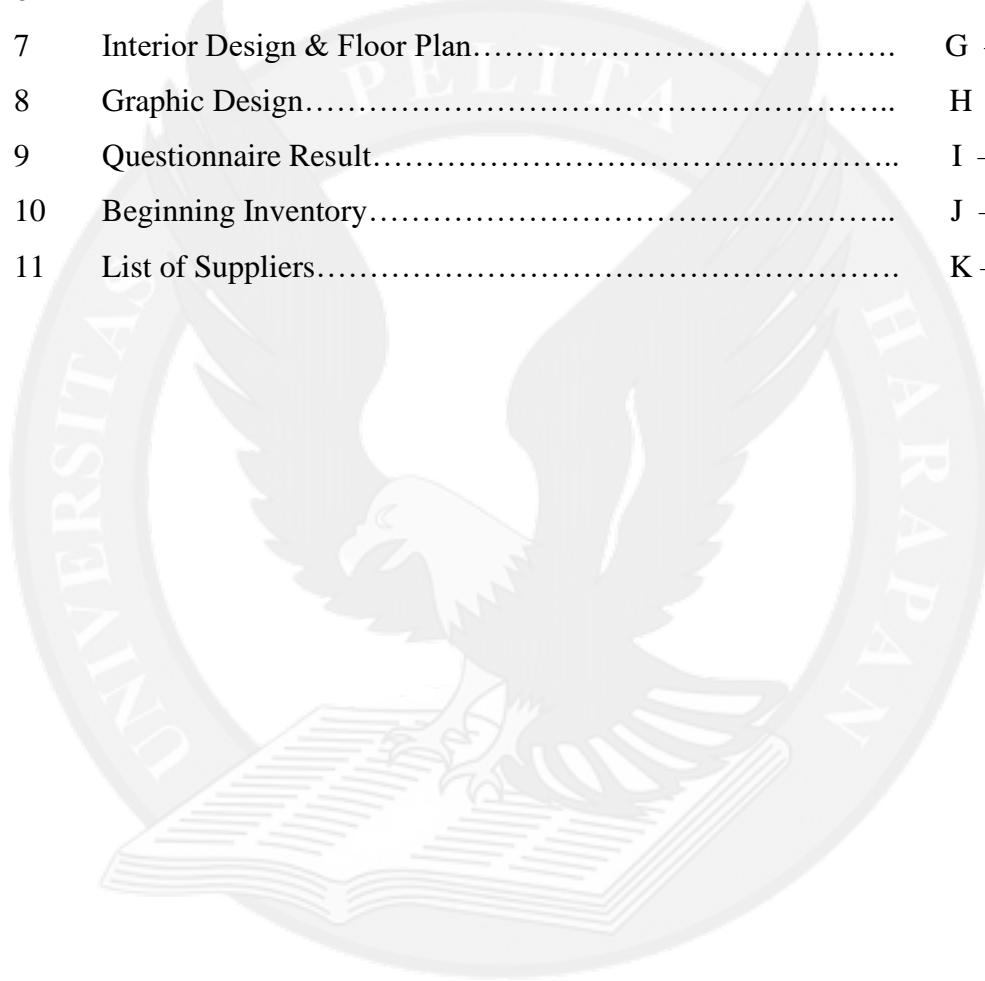 7 Interior Design & Floor Plan…………………………………. G –
8 Graphic Design……………………………………………….. H
9 Questionnaire Result………………………………………….. I –
10 Beginning Inventory………………………………………….. J –
11 List of Suppliers………………………………………………. K –
UNIVERSITAS PELITA HARAPAN